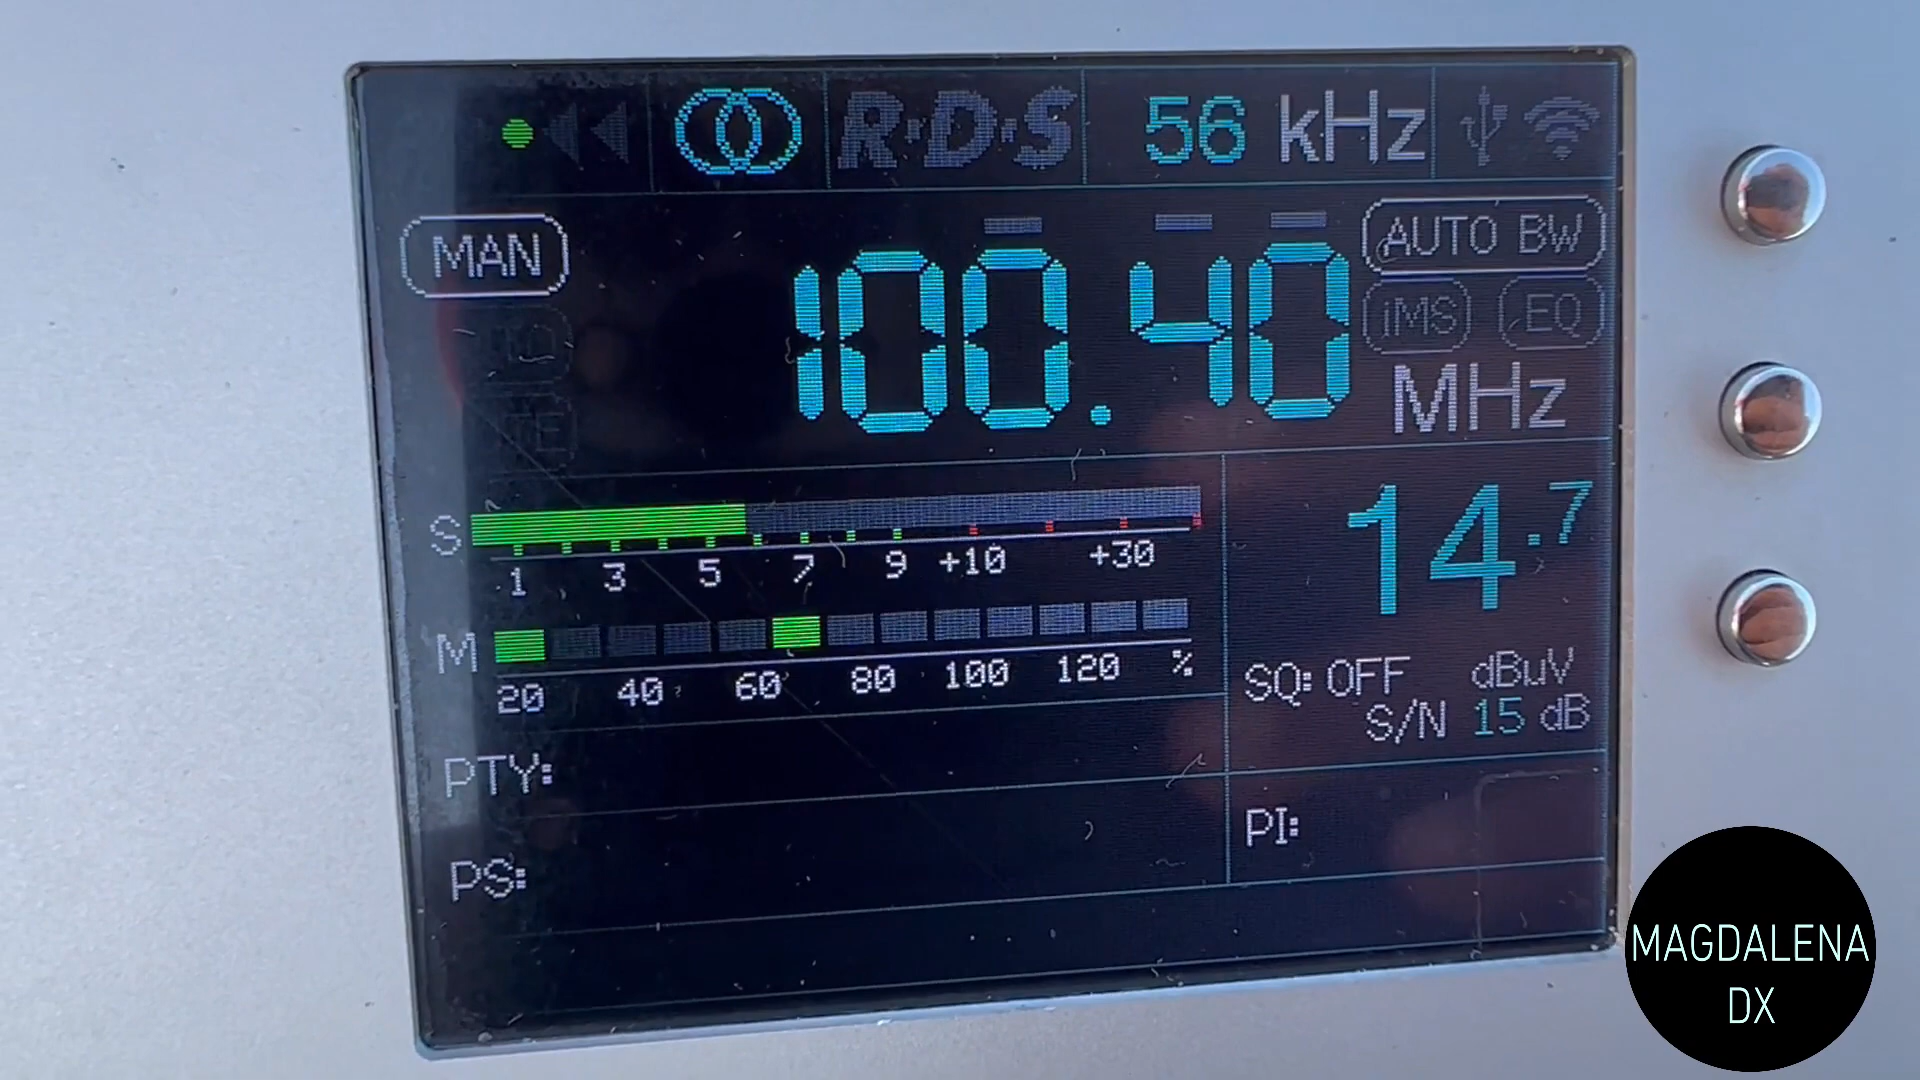 R·D·S 56 kHz
MAN
100.40
AUTO BW
iMS EQ
MHz
S
1 3 5 7 9 +10 +30
14.7
M
20 40 60 80 100 120 %
SQ: OFF dBuV
S/N 15 dB
PTY:
PI:
PS:
MAGDALENA
DX